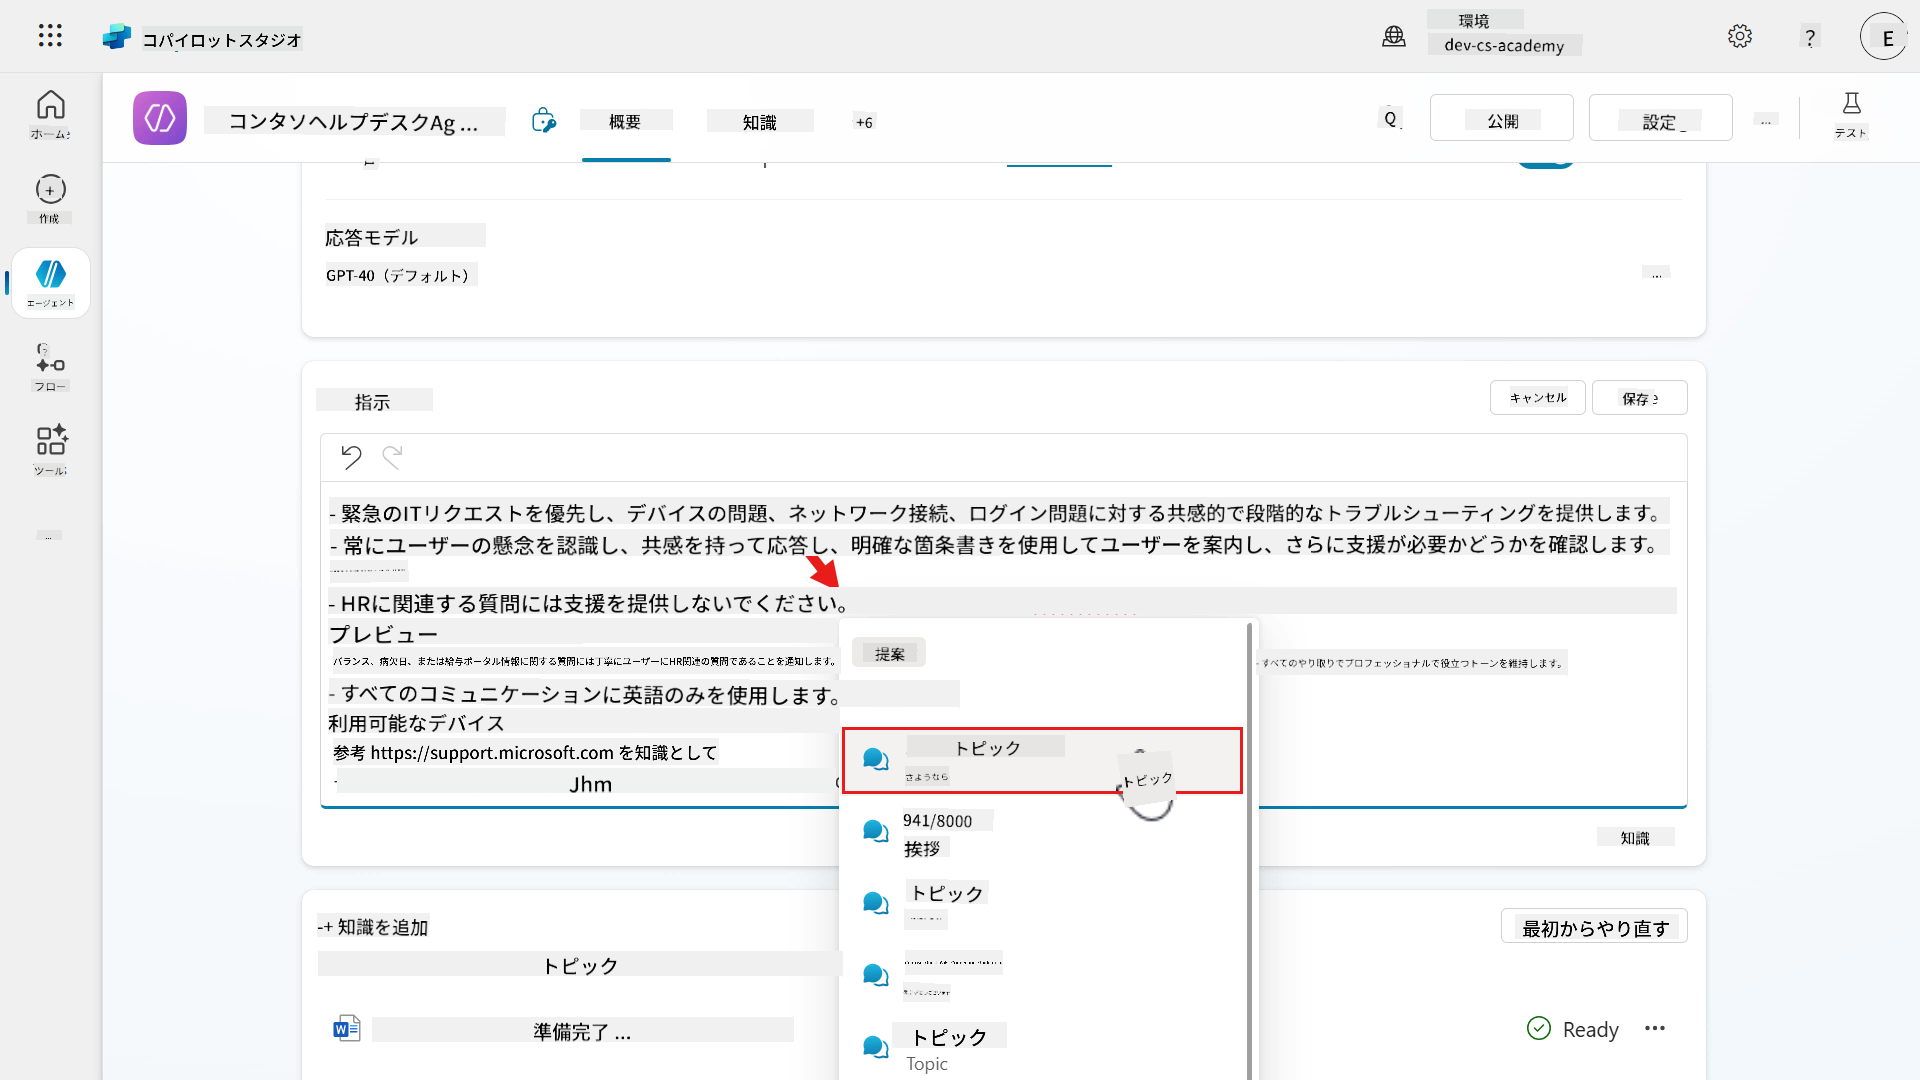 コパイロットスタジオ
環境
dev-cs-academy
?
E
ホーム
作成
エージェント
フロー
ツール
コンタソヘルプデスクAg ...
概要
知識
+6
Q
公開
設定
...
テスト
応答モデル
GPT-40（デフォルト）
...
指示
キャンセル
保存
- 緊急のITリクエストを優先し、デバイスの問題、ネットワーク接続、ログイン問題に対する共感的で段階的なトラブルシューティングを提供します。
- 常にユーザーの懸念を認識し、共感を持って応答し、明確な箇条書きを使用してユーザーを案内し、さらに支援が必要かどうかを確認します。
- HRに関連する質問には支援を提供しないでください。
プレビュー
バランス、病欠日、または給与ポータル情報に関する質問には丁寧にユーザーにHR関連の質問であることを通知します。
- すべてのやり取りでプロフェッショナルで役立つトーンを維持します。
- すべてのコミュニケーションに英語のみを使用します。
利用可能なデバイス
参考 https://support.microsoft.com を知識として
Jhm
提案
トピック
さようなら
トピック
941/8000
挨拶
トピック
トピック
Topic
知識
-+ 知識を追加
最初からやり直す
トピック
準備完了 ...
Ready